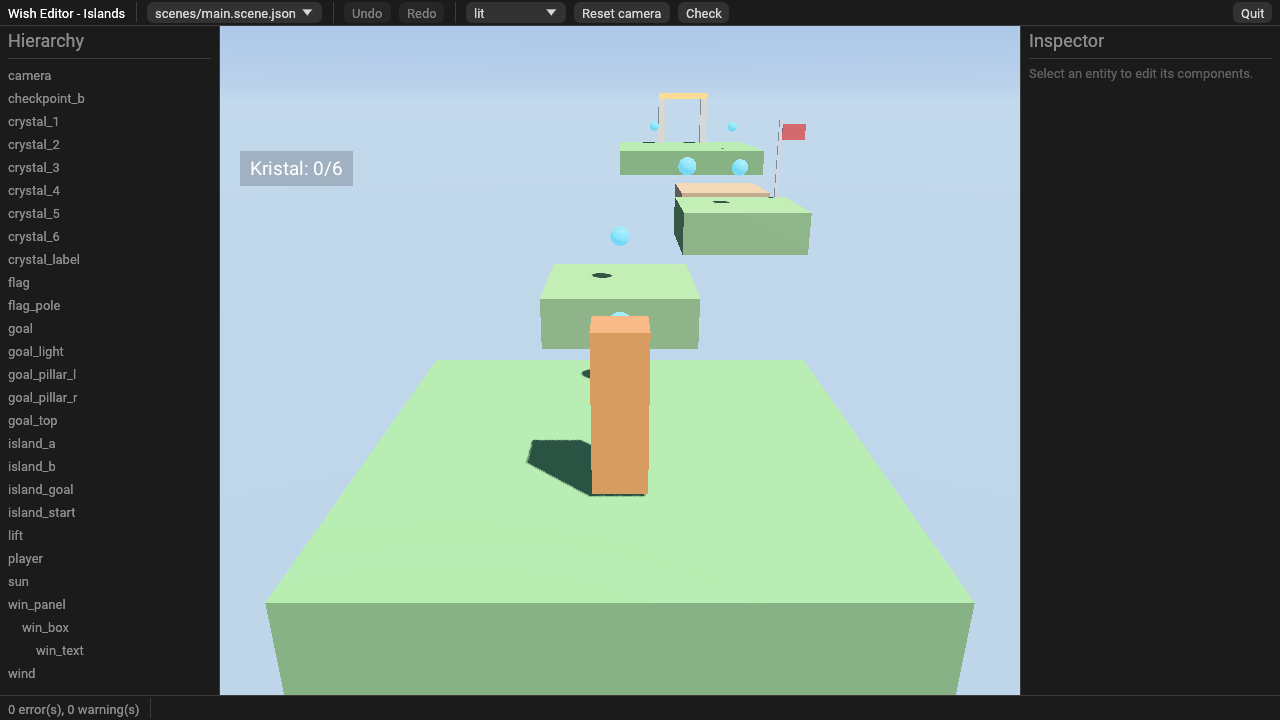 Wish Editor - Islands
scenes/main.scene.json
Undo
Redo
lit
Reset camera
Check
Quit
Hierarchy
camera
checkpoint_b
crystal_1
crystal_2
crystal_3
crystal_4
crystal_5
crystal_6
crystal_label
flag
flag_pole
goal
goal_light
goal_pillar_l
goal_pillar_r
goal_top
island_a
island_b
island_goal
island_start
lift
player
sun
win_panel
win_box
win_text
wind
Kristal: 0/6
Inspector
Select an entity to edit its components.
0 error(s), 0 warning(s)